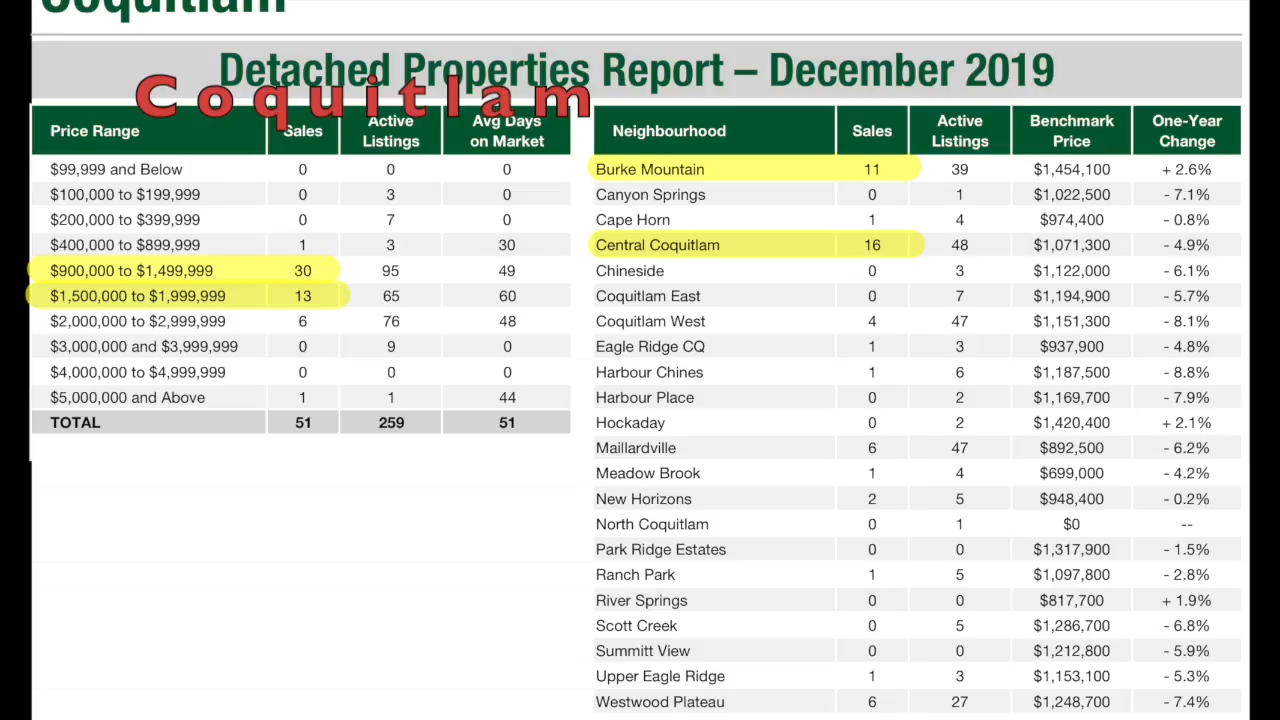 Coquitlam
Detached Properties Report – December 2019
Coquitlam
Price Range Sales Active Listings Avg Days on Market
$99,999 and Below 0 0 0
$100,000 to $199,999 0 3 0
$200,000 to $399,999 0 7 0
$400,000 to $899,999 1 3 30
$900,000 to $1,499,999 30 95 49
$1,500,000 to $1,999,999 13 65 60
$2,000,000 to $2,999,999 6 76 48
$3,000,000 and $3,999,999 0 9 0
$4,000,000 to $4,999,999 0 0 0
$5,000,000 and Above 1 1 44
TOTAL 51 259 51
Neighbourhood Sales Active Listings Benchmark Price One-Year Change
Burke Mountain 11 39 $1,454,100 + 2.6%
Canyon Springs 0 1 $1,022,500 - 7.1%
Cape Horn 1 4 $974,400 - 0.8%
Central Coquitlam 16 48 $1,071,300 - 4.9%
Chineside 0 3 $1,122,000 - 6.1%
Coquitlam East 0 7 $1,194,900 - 5.7%
Coquitlam West 4 47 $1,151,300 - 8.1%
Eagle Ridge CQ 1 3 $937,900 - 4.8%
Harbour Chines 1 6 $1,187,500 - 8.8%
Harbour Place 0 2 $1,169,700 - 7.9%
Hockaday 0 2 $1,420,400 + 2.1%
Maillardville 6 47 $892,500 - 6.2%
Meadow Brook 1 4 $699,000 - 4.2%
New Horizons 2 5 $948,400 - 0.2%
North Coquitlam 0 1 $0 --
Park Ridge Estates 0 0 $1,317,900 - 1.5%
Ranch Park 1 5 $1,097,800 - 2.8%
River Springs 0 0 $817,700 + 1.9%
Scott Creek 0 5 $1,286,700 - 6.8%
Summitt View 0 0 $1,212,800 - 5.9%
Upper Eagle Ridge 1 3 $1,153,100 - 5.3%
Westwood Plateau 6 27 $1,248,700 - 7.4%